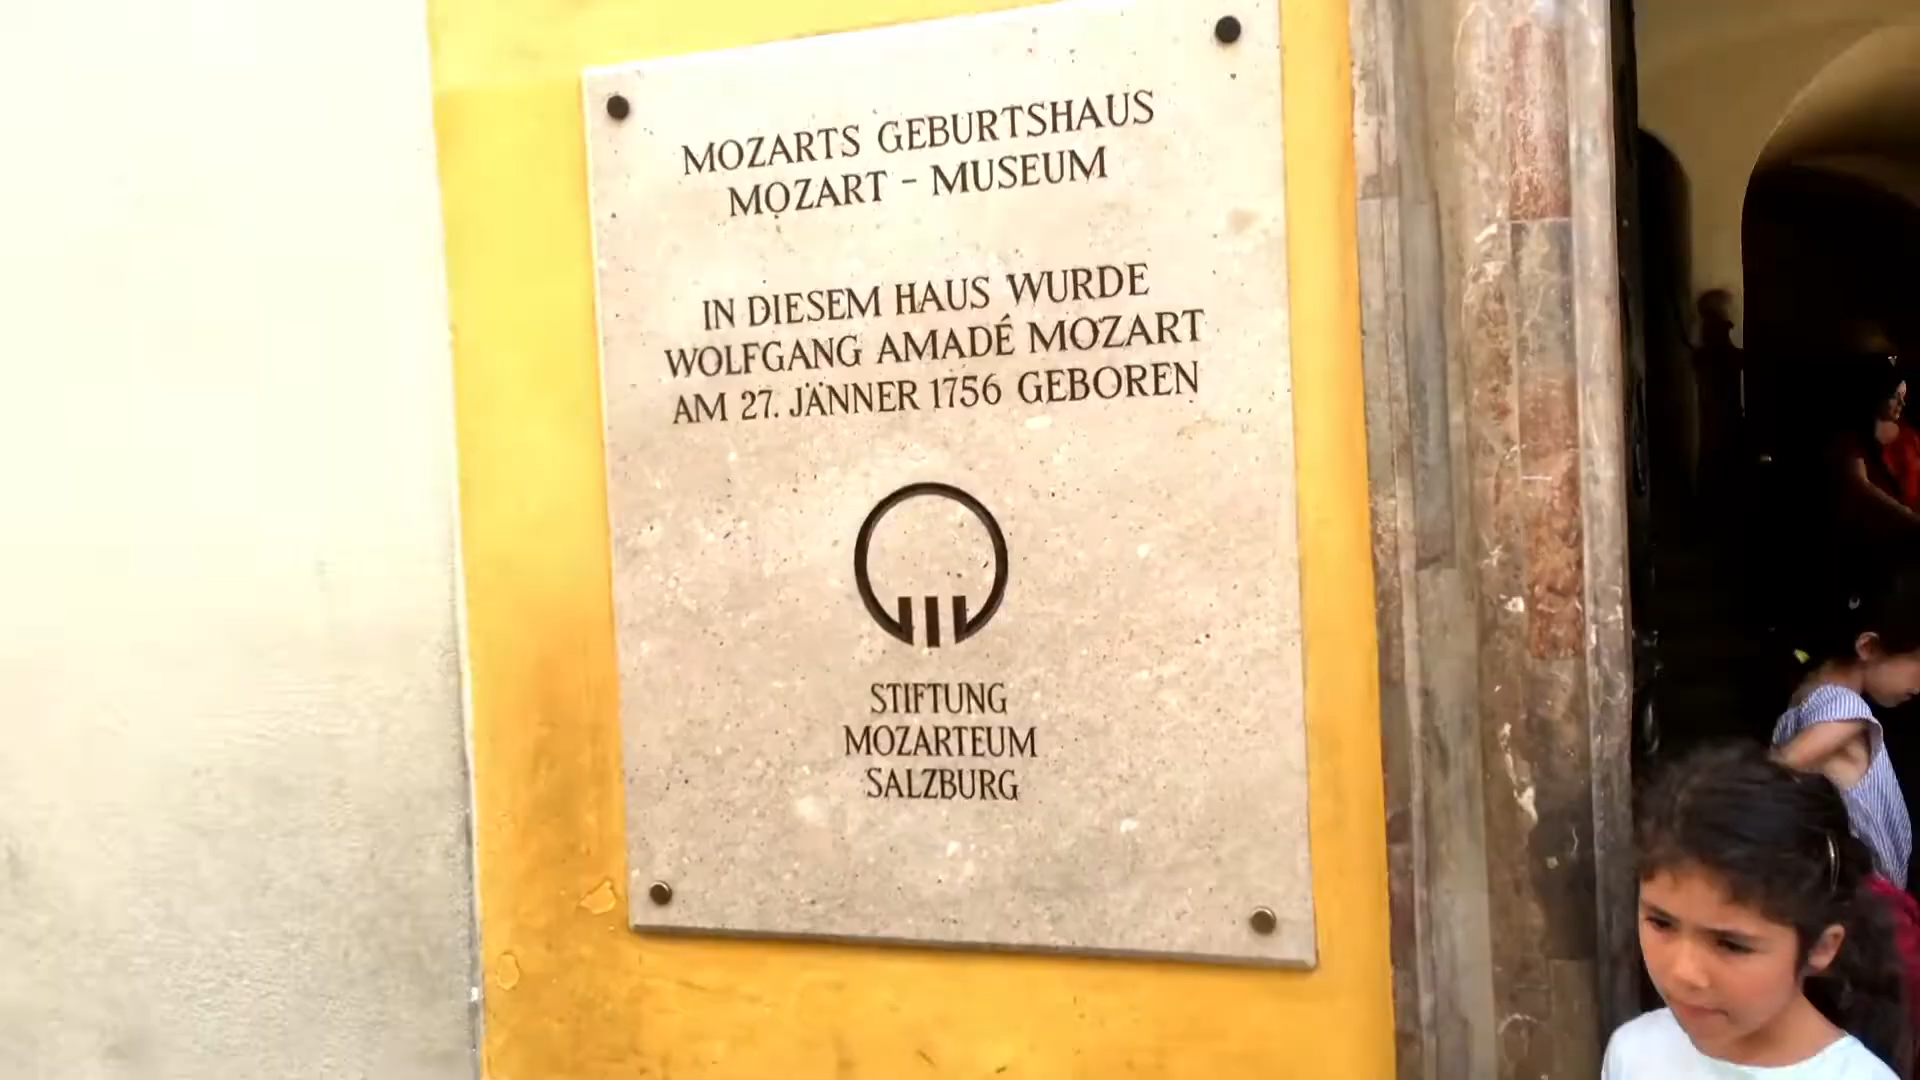 MOZARTS GEBURTSHAUS
MOZART - MUSEUM
IN DIESEM HAUS WURDE
WOLFGANG AMADÉ MOZART
AM 27. JÄNNER 1756 GEBOREN
STIFTUNG
MOZARTEUM
SALZBURG